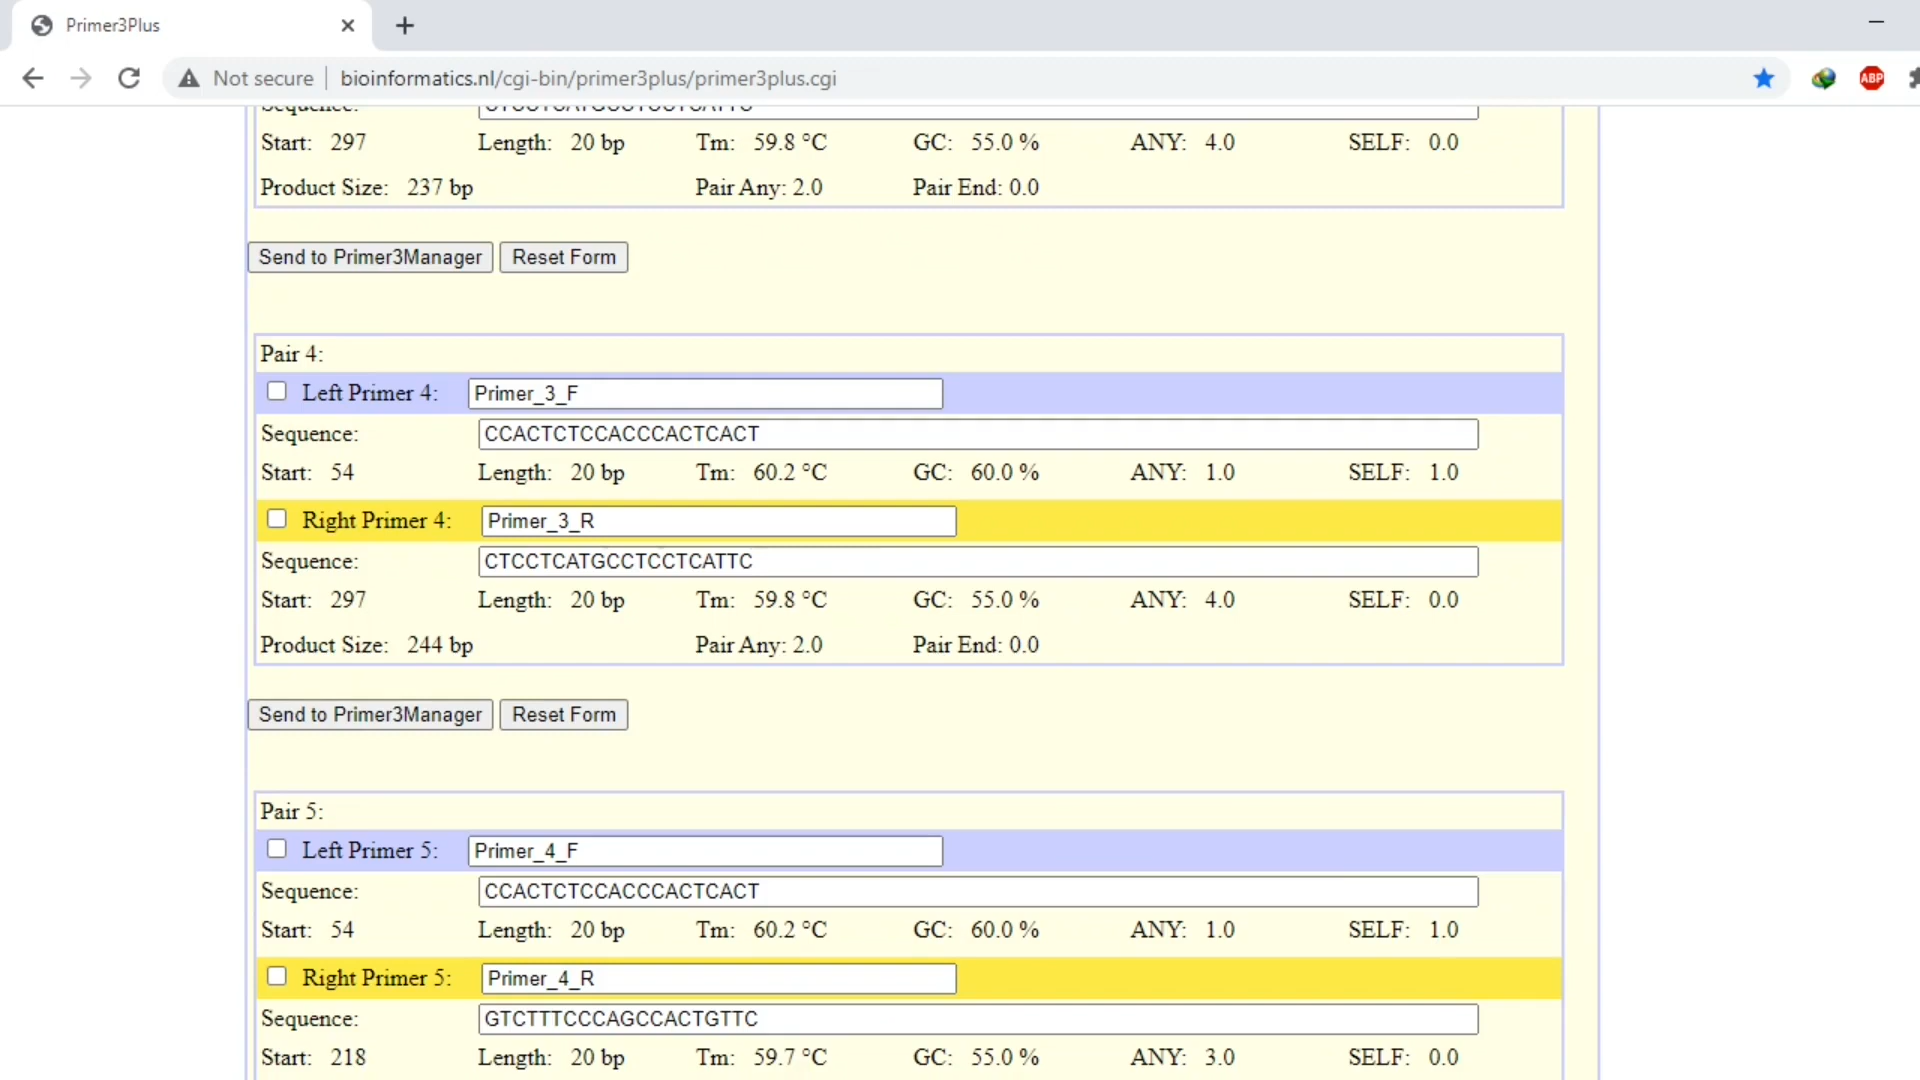 Primer3Plus
Not secure bioinformatics.nl/cgi-bin/primer3plus/primer3plus.cgi
ABP
Sequence:
Start: 297 Length: 20 bp Tm: 59.8 °C GC: 55.0 % ANY: 4.0 SELF: 0.0
Product Size: 237 bp Pair Any: 2.0 Pair End: 0.0
Send to Primer3Manager Reset Form
Pair 4:
Left Primer 4: Primer_3_F
Sequence: CCACTCTCCACCCACTCACT
Start: 54 Length: 20 bp Tm: 60.2 °C GC: 60.0 % ANY: 1.0 SELF: 1.0
Right Primer 4: Primer_3_R
Sequence: CTCCTCATGCCTCCTCATTC
Start: 297 Length: 20 bp Tm: 59.8 °C GC: 55.0 % ANY: 4.0 SELF: 0.0
Product Size: 244 bp Pair Any: 2.0 Pair End: 0.0
Send to Primer3Manager Reset Form
Pair 5:
Left Primer 5: Primer_4_F
Sequence: CCACTCTCCACCCACTCACT
Start: 54 Length: 20 bp Tm: 60.2 °C GC: 60.0 % ANY: 1.0 SELF: 1.0
Right Primer 5: Primer_4_R
Sequence: GTCTTTCCCAGCCACTGTTC
Start: 218 Length: 20 bp Tm: 59.7 °C GC: 55.0 % ANY: 3.0 SELF: 0.0